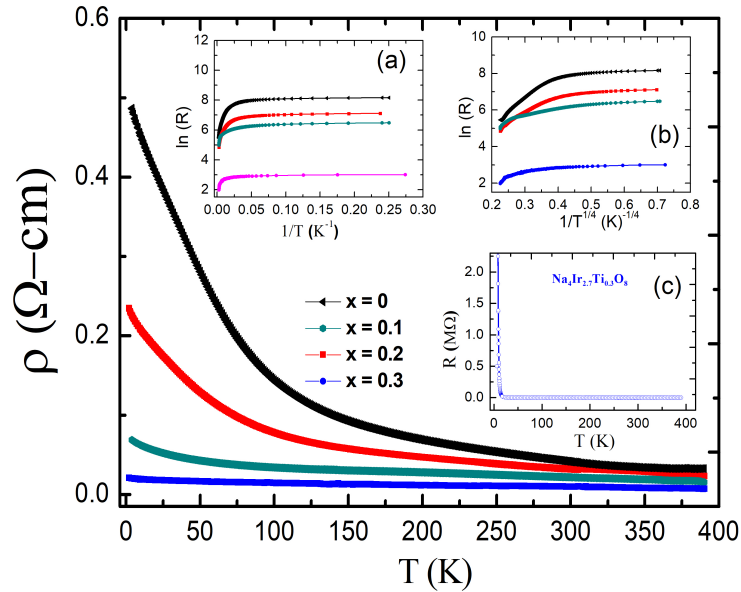 0.6
0.4
0.2
0.0
ρ (Ω–cm)
0 50 100 150 200 250 300 350 400
T (K)
12
10
8
6
4
2
ln (R)
(a)
0.00 0.05 0.10 0.15 0.20 0.25 0.30
1/T (K⁻¹)
10
8
6
4
2
ln (R)
(b)
0.2 0.3 0.4 0.5 0.6 0.7 0.8
1/T^1/4 (K)^-1/4
x = 0
x = 0.1
x = 0.2
x = 0.3
2.0
1.5
1.0
0.5
0.0
R (MΩ)
Na₄Ir₂.₇Ti₀.₃O₈
(c)
0 100 200 300 400
T (K)